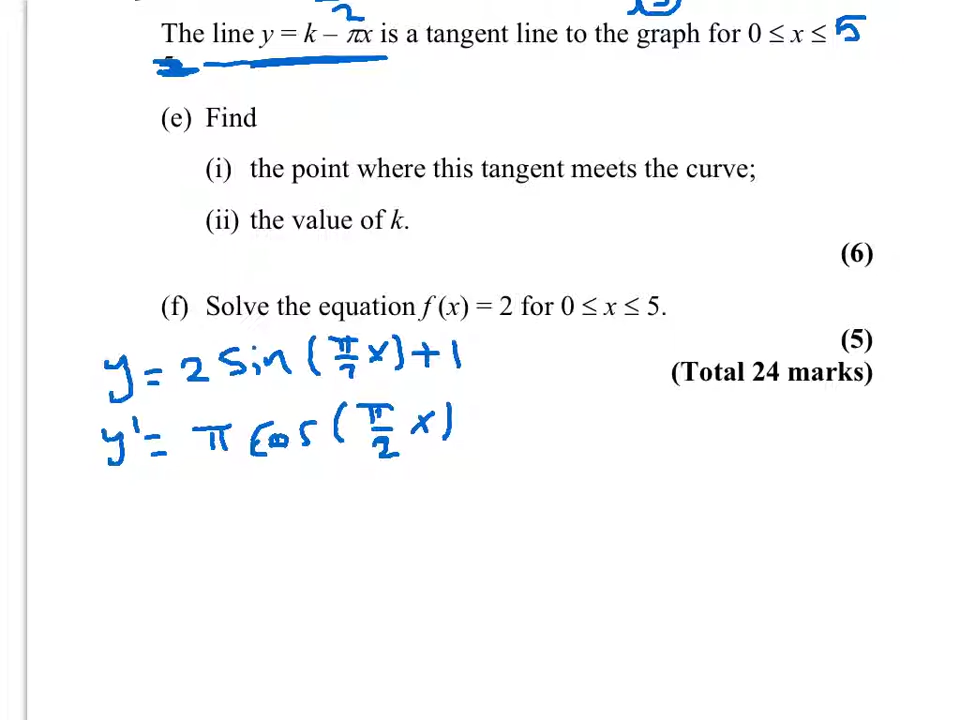 The line y = k – πx is a tangent line to the graph for 0 ≤ x ≤ 5
(e) Find
(i) the point where this tangent meets the curve;
(ii) the value of k.
(6)
(f) Solve the equation f (x) = 2 for 0 ≤ x ≤ 5.
(5)
(Total 24 marks)
y = 2 sin (π/2 x) + 1
y' = π cos (π/2 x)